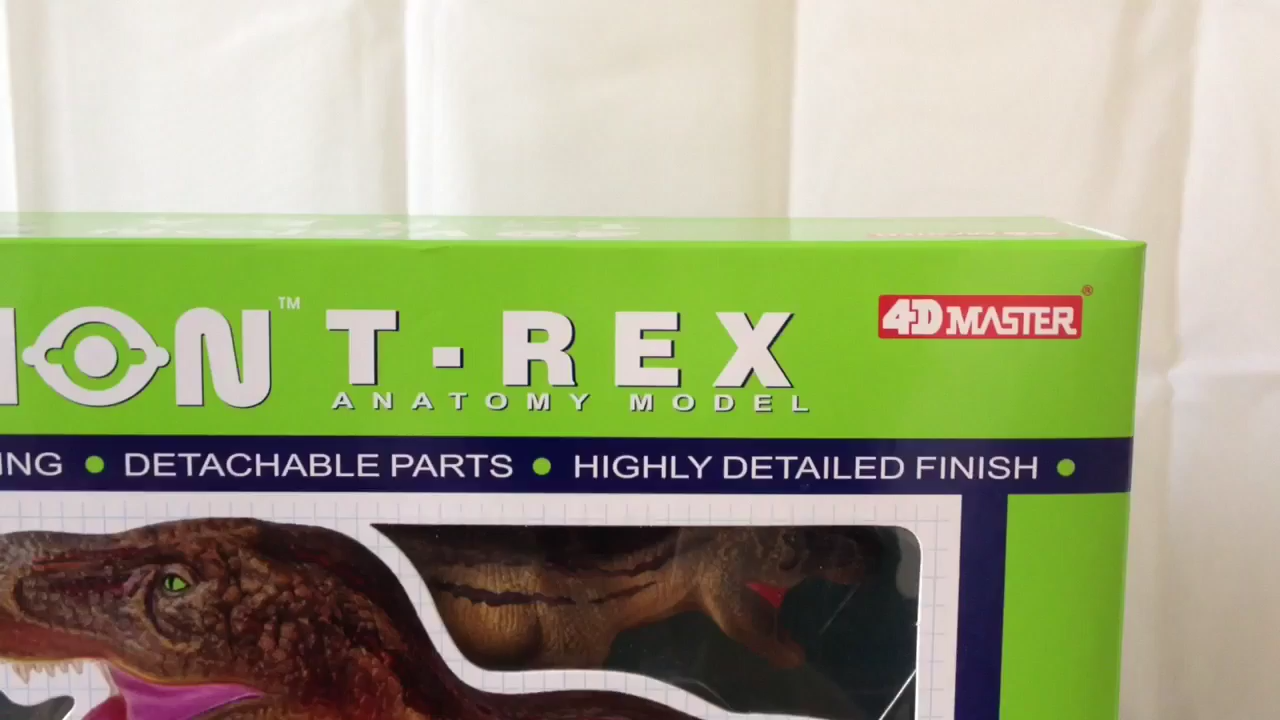 ION™ T-REX
4D MASTER®
ANATOMY MODEL
ING • DETACHABLE PARTS • HIGHLY DETAILED FINISH •